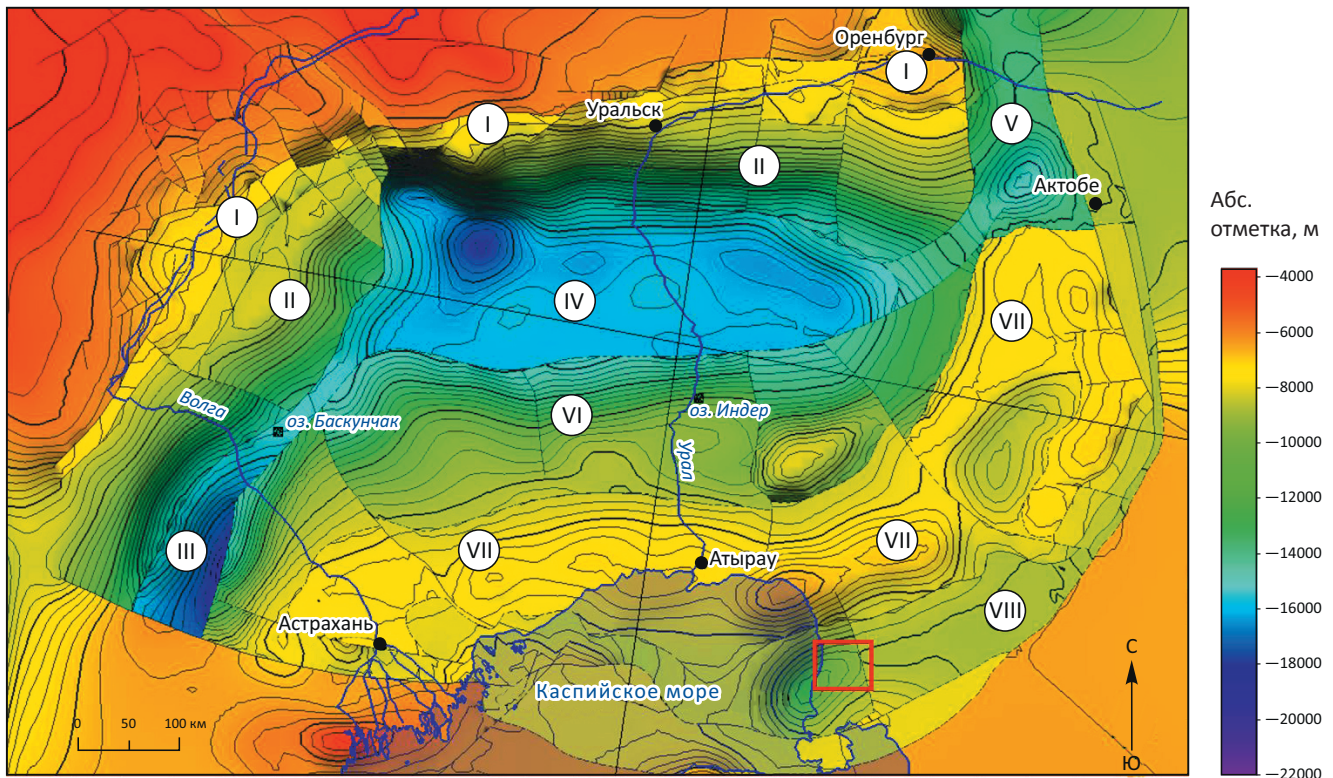 Оренбург
I
Уральск
I
V
II
Актобе
I
II
IV
VII
Волга
оз. Баскунчак
VI
оз. Индер
Урал
III
VII
VII
Атырау
VIII
Астрахань
Каспийское море
0 50 100 км
С
Ю
Абс.
отметка, м
—4000
—6000
—8000
—10000
—12000
—14000
—16000
—18000
—20000
—22000